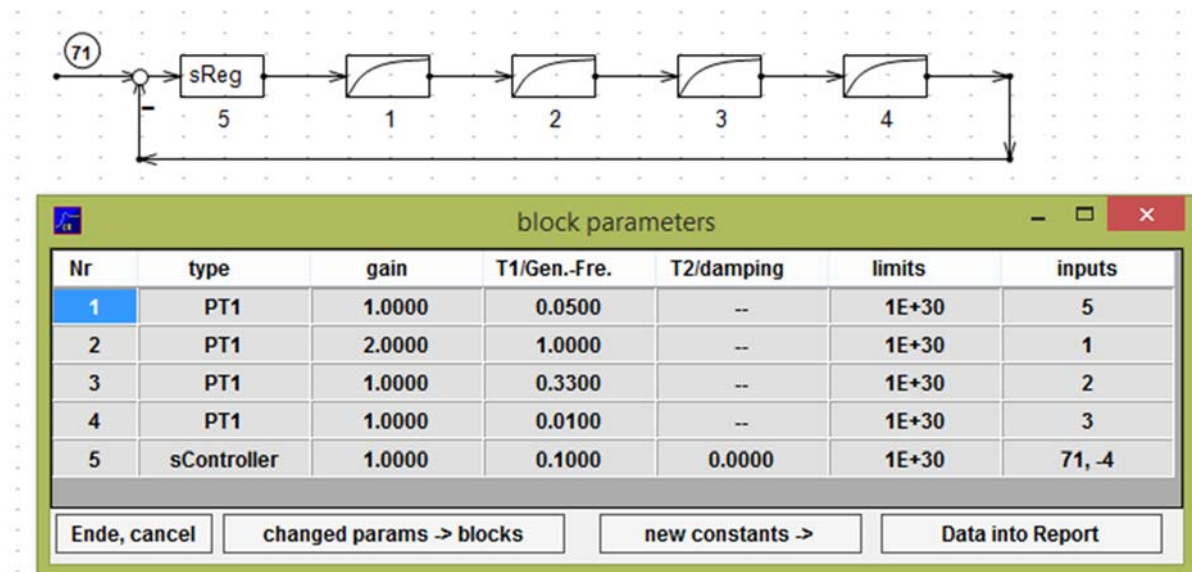 71
sReg
5 1 2 3 4
block parameters
Nr type gain T1/Gen.-Fre. T2/damping limits inputs
1 PT1 1.0000 0.0500 -- 1E+30 5
2 PT1 2.0000 1.0000 -- 1E+30 1
3 PT1 1.0000 0.3300 -- 1E+30 2
4 PT1 1.0000 0.0100 -- 1E+30 3
5 sController 1.0000 0.1000 0.0000 1E+30 71, -4
Ende, cancel changed params -> blocks new constants -> Data into Report